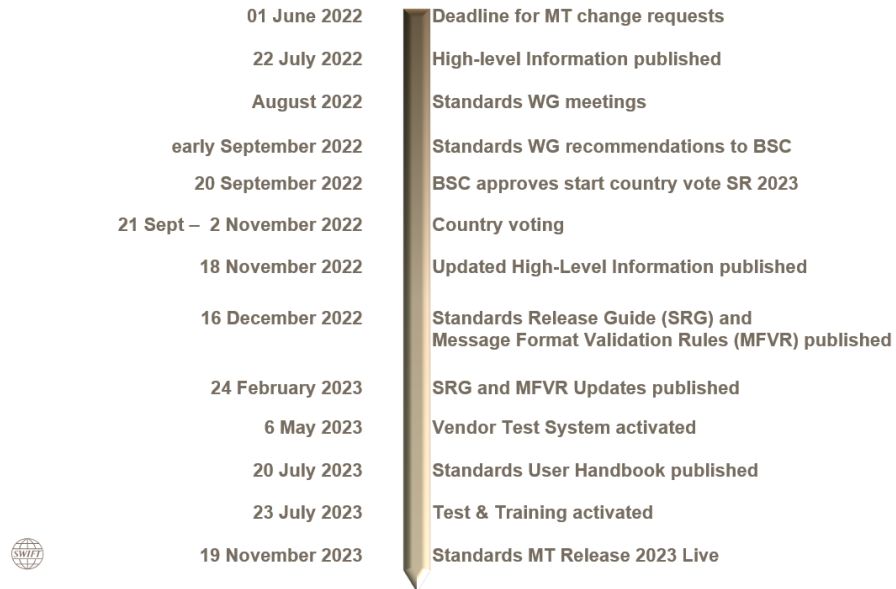 01 June 2022 Deadline for MT change requests
22 July 2022 High-level Information published
August 2022 Standards WG meetings
early September 2022 Standards WG recommendations to BSC
20 September 2022 BSC approves start country vote SR 2023
21 Sept – 2 November 2022 Country voting
18 November 2022 Updated High-Level Information published
16 December 2022 Standards Release Guide (SRG) and
Message Format Validation Rules (MFVR) published
24 February 2023 SRG and MFVR Updates published
6 May 2023 Vendor Test System activated
20 July 2023 Standards User Handbook published
23 July 2023 Test & Training activated
SWIFT
19 November 2023 Standards MT Release 2023 Live